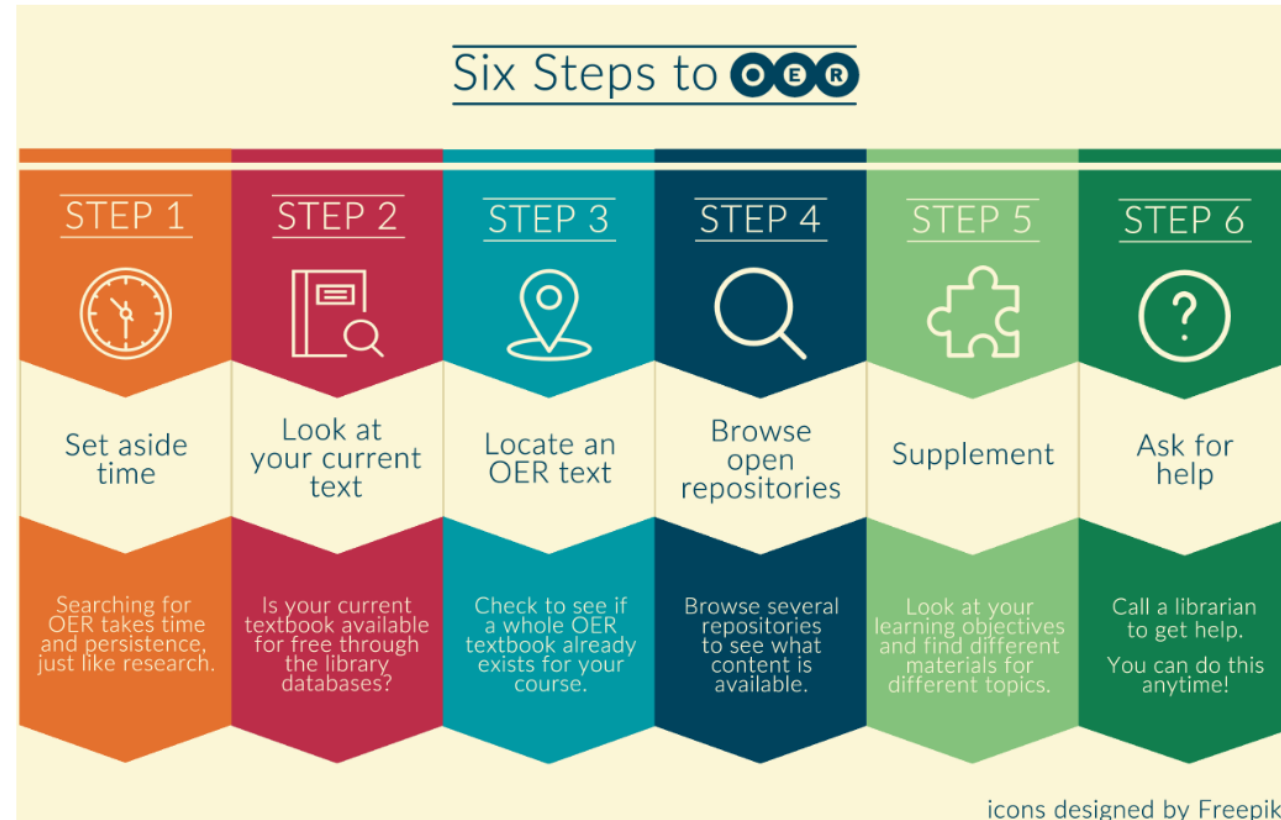 Six Steps to OER
STEP 1
Set aside
time
Searching for
OER takes time
and persistence,
just like research.
STEP 2
Look at
your current
text
Is your current
textbook available
for free through
the library
databases?
STEP 3
Locate an
OER text
Check to see if
a whole OER
textbook already
exists for your
course.
STEP 4
Browse
open
repositories
Browse several
repositories
to see what
content is
available.
STEP 5
Supplement
Look at your
learning objectives
and find different
materials for
different topics.
STEP 6
Ask for
help
Call a librarian
to get help.
You can do this
anytime!
icons designed by Freepik